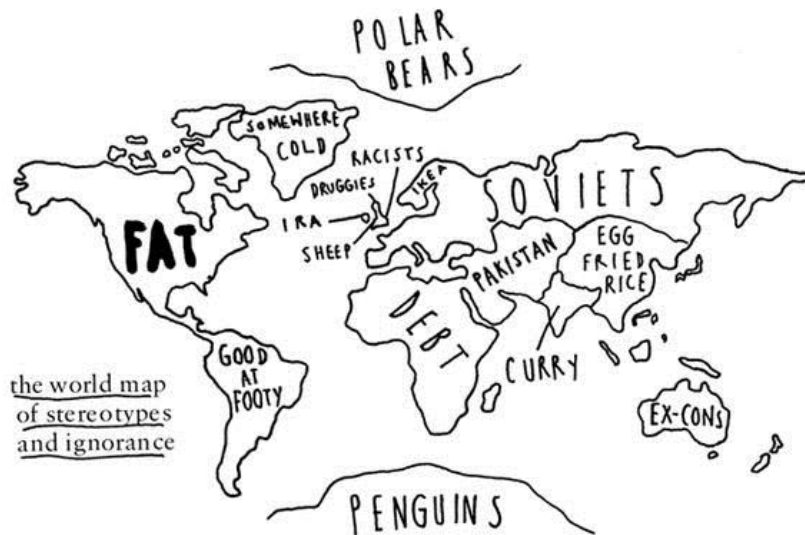 POLAR
BEARS
SOMEWHERE
COLD
RACISTS
DRUGGIES
IKEA
SOVIETS
IRA
SHEEP
FAT
PAKISTAN
EGG
FRIED
RICE
DEBT
CURRY
GOOD
AT
FOOTY
EX-CONS
the world map
of stereotypes
and ignorance
PENGUINS